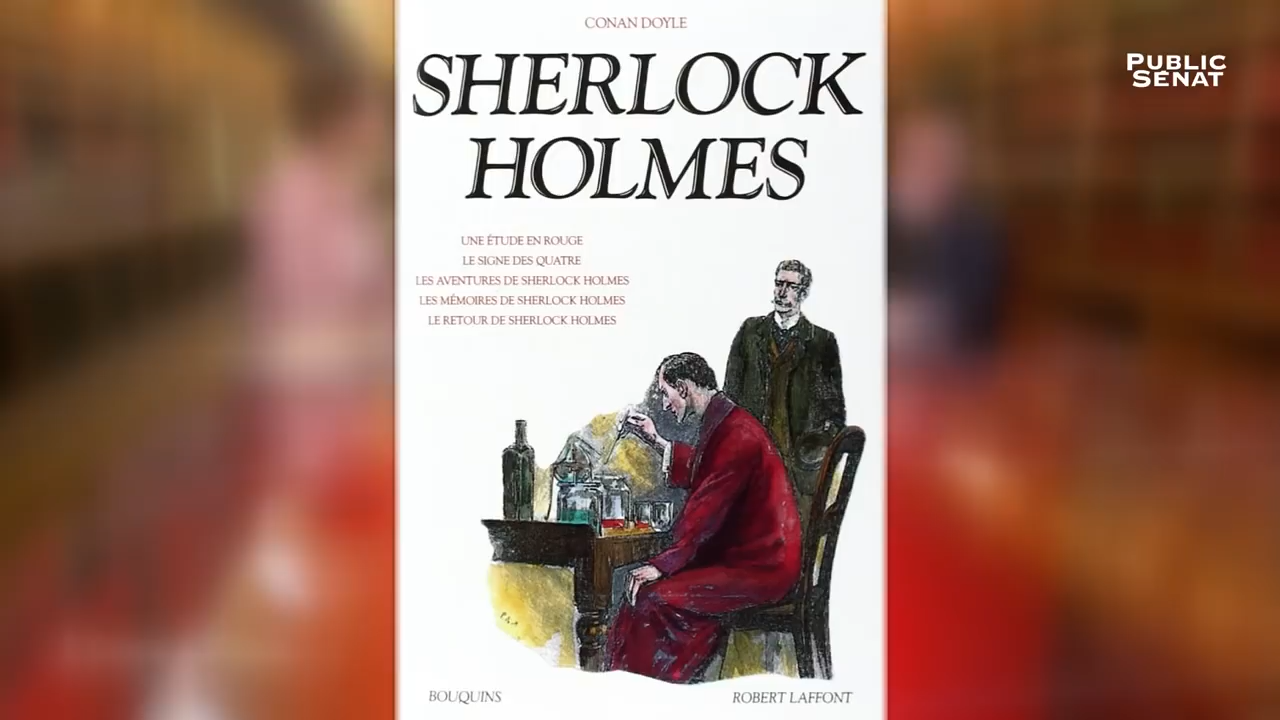 CONAN DOYLE
SHERLOCK
HOLMES
UNE ÉTUDE EN ROUGE
LE SIGNE DES QUATRE
LES AVENTURES DE SHERLOCK HOLMES
LES MÉMOIRES DE SHERLOCK HOLMES
LE RETOUR DE SHERLOCK HOLMES
BOUQUINS
ROBERT LAFFONT
PUBLIC
SÉNAT